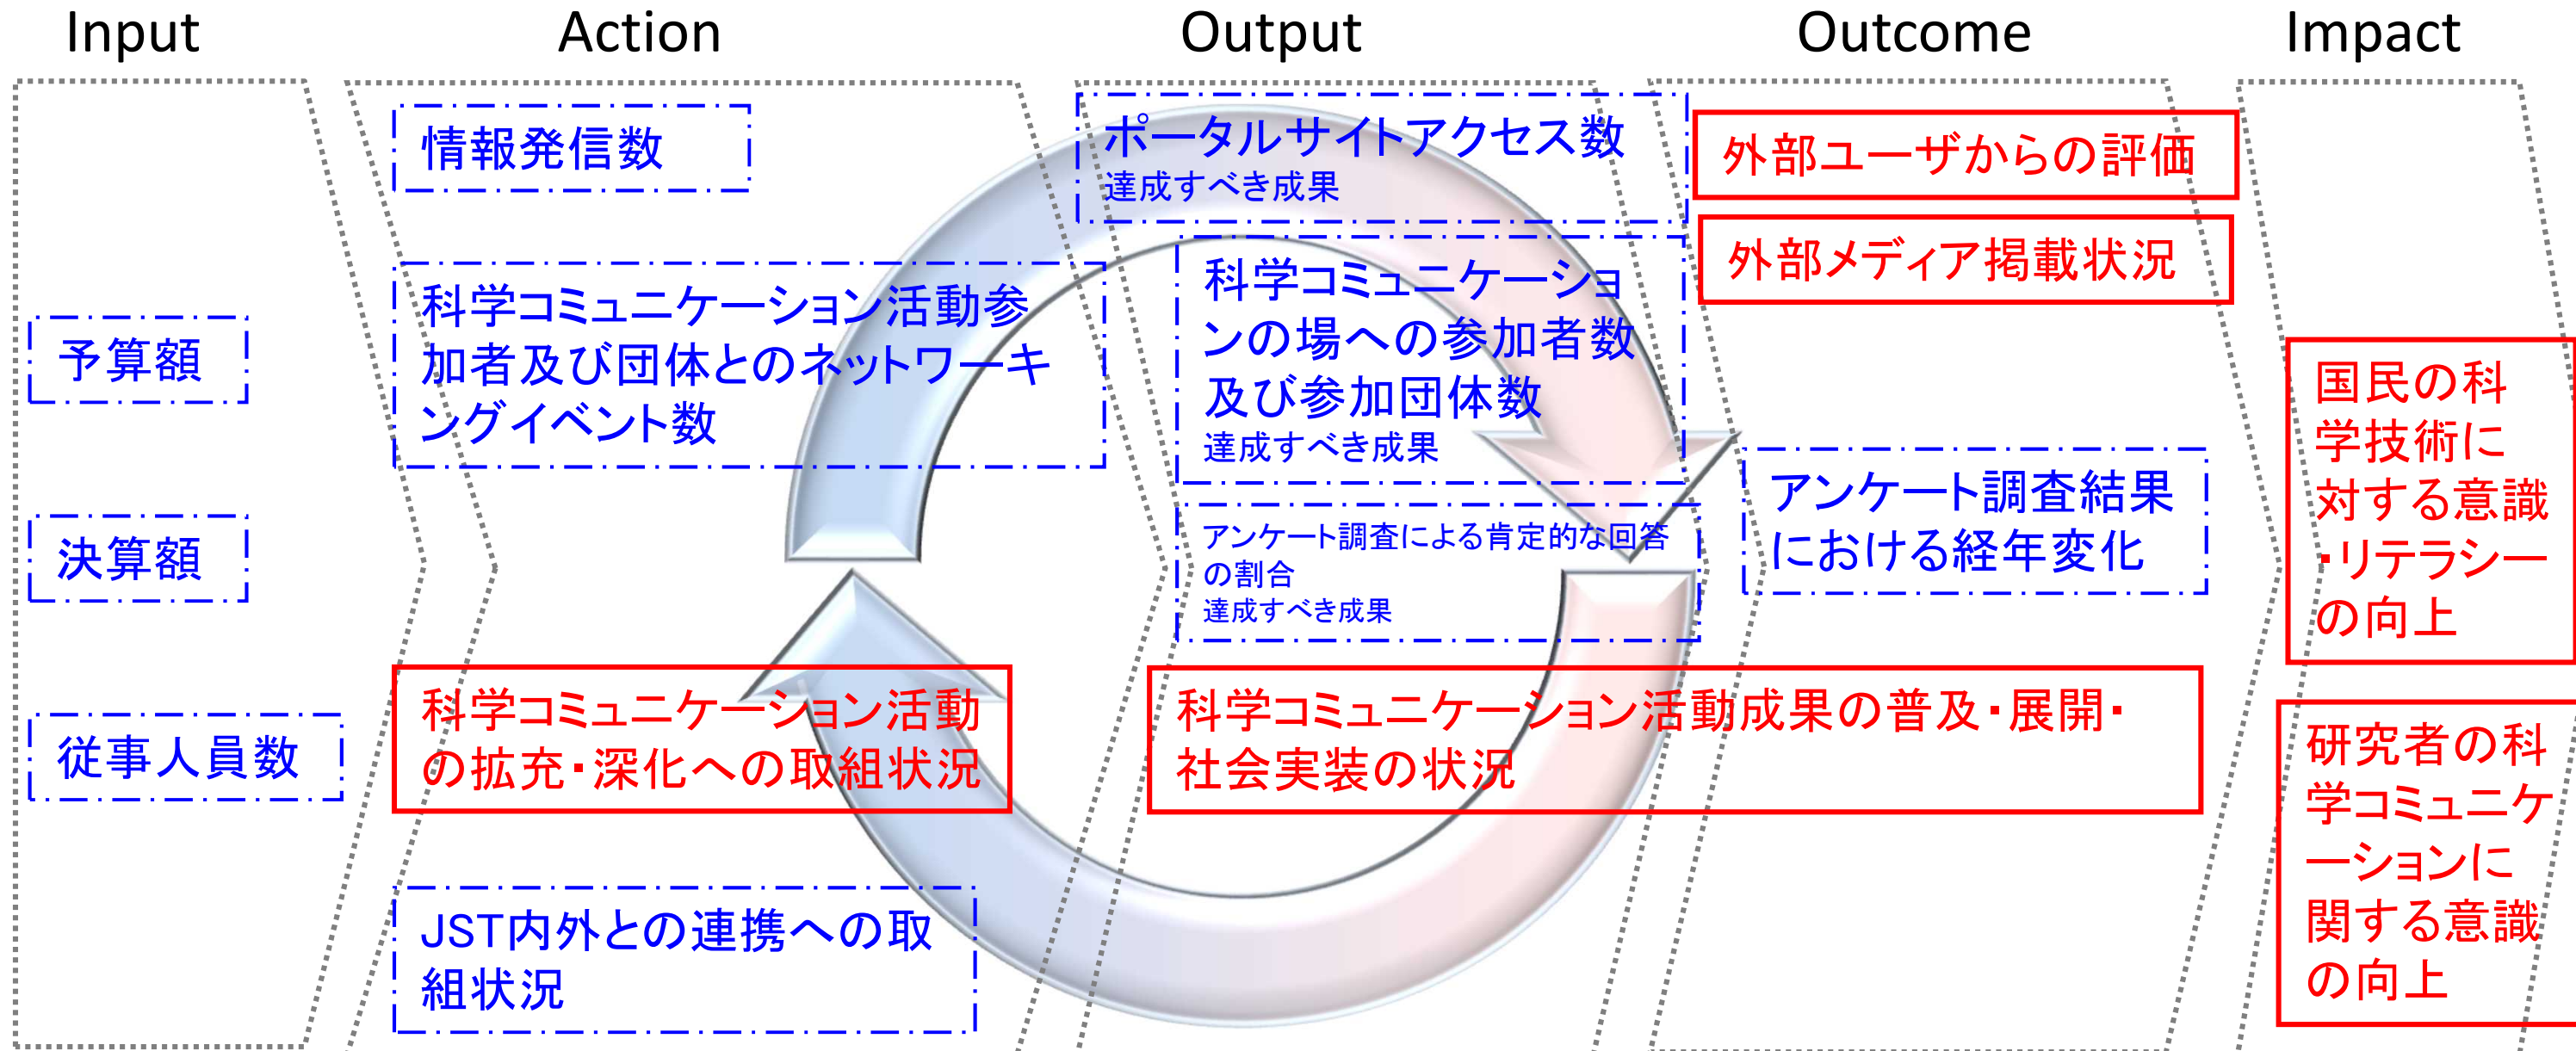 Input
Action
Output
Outcome
Impact
予算額
決算額
従事人員数
情報発信数
科学コミュニケーション活動参
加者及び団体とのネットワーキ
ングイベント数
科学コミュニケーション活動
の拡充・深化への取組状況
JST内外との連携への取
組状況
ポータルサイトアクセス数
達成すべき成果
科学コミュニケーショ
ンの場への参加者数
及び参加団体数
達成すべき成果
アンケート調査による肯定的な回答
の割合
達成すべき成果
科学コミュニケーション活動成果の普及・展開・
社会実装の状況
外部ユーザからの評価
外部メディア掲載状況
アンケート調査結果
における経年変化
国民の科
学技術に
対する意識
・リテラシー
の向上
研究者の科
学コミュニケ
ーションに
関する意識
の向上